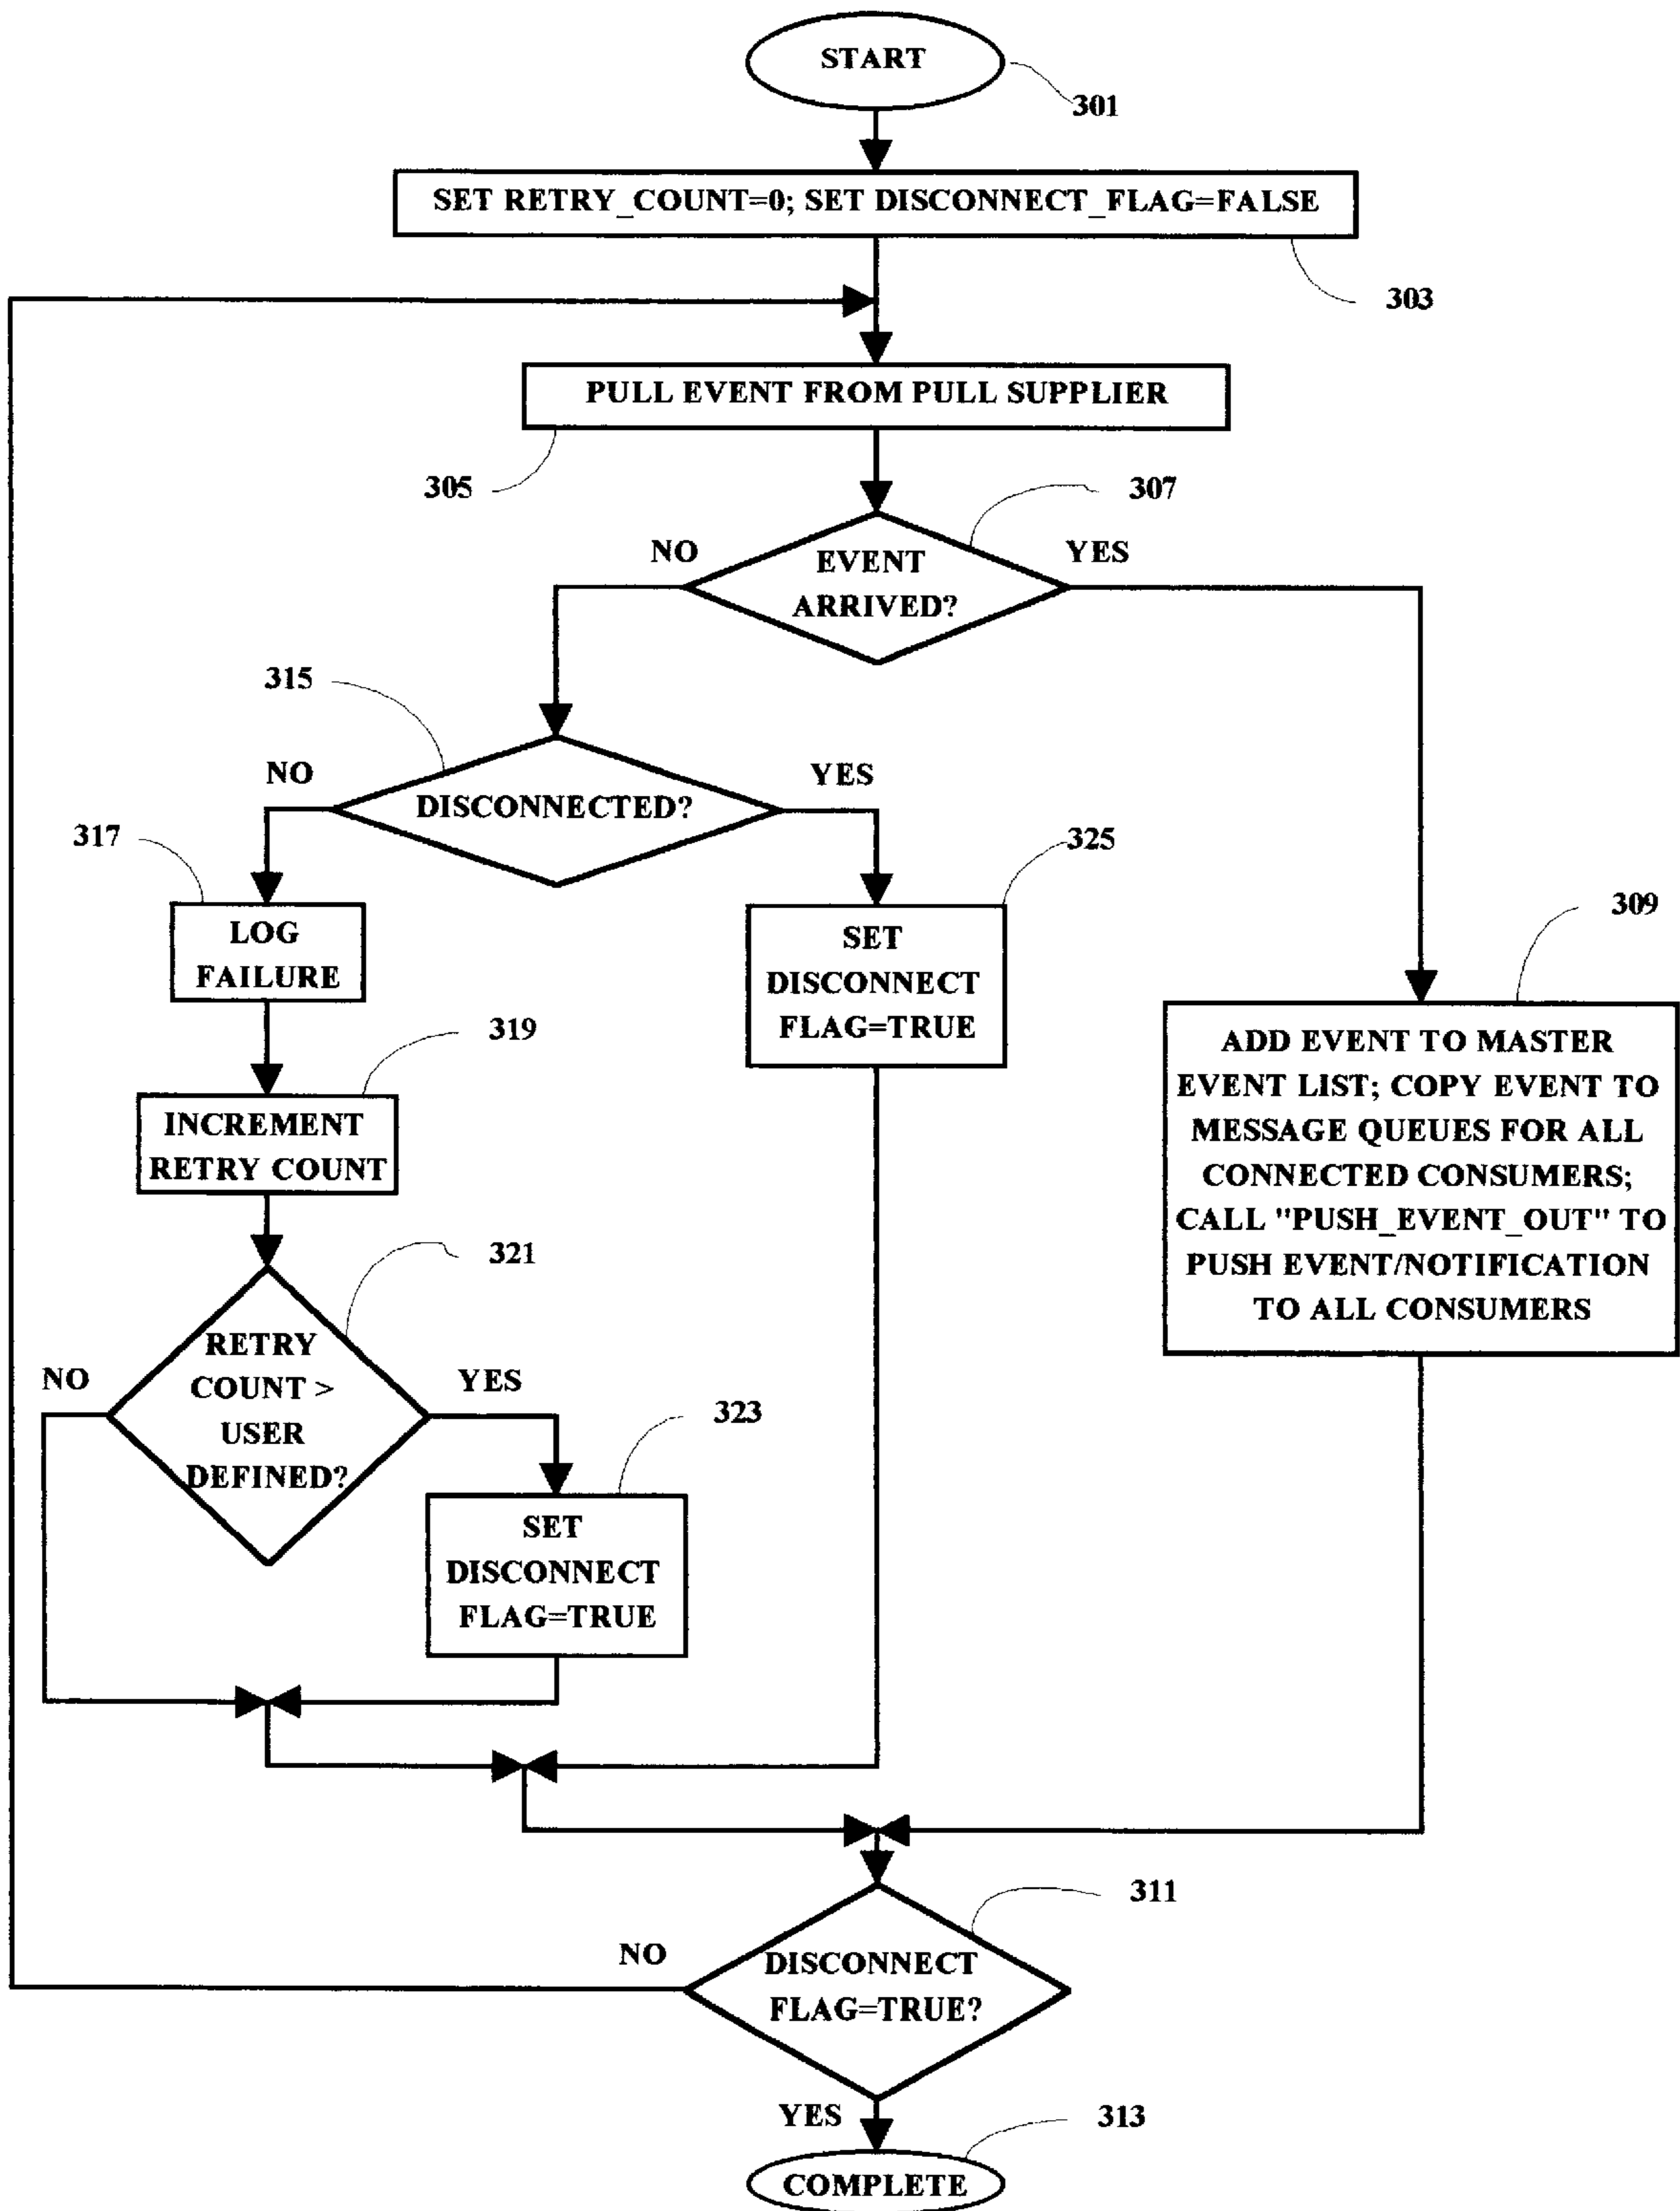 START
301
SET RETRY_COUNT=0; SET DISCONNECT_FLAG=FALSE
303
PULL EVENT FROM PULL SUPPLIER
305
307
NO
YES
EVENT
ARRIVED?
315
NO
YES
DISCONNECTED?
317
325
LOG
FAILURE
SET
DISCONNECT
FLAG=TRUE
309
319
ADD EVENT TO MASTER
EVENT LIST; COPY EVENT TO
MESSAGE QUEUES FOR ALL
CONNECTED CONSUMERS;
CALL "PUSH_EVENT_OUT" TO
PUSH EVENT/NOTIFICATION
TO ALL CONSUMERS
INCREMENT
RETRY COUNT
321
RETRY
COUNT >
USER
DEFINED?
NO
YES
323
SET
DISCONNECT
FLAG=TRUE
311
NO
DISCONNECT
FLAG=TRUE?
YES
313
COMPLETE